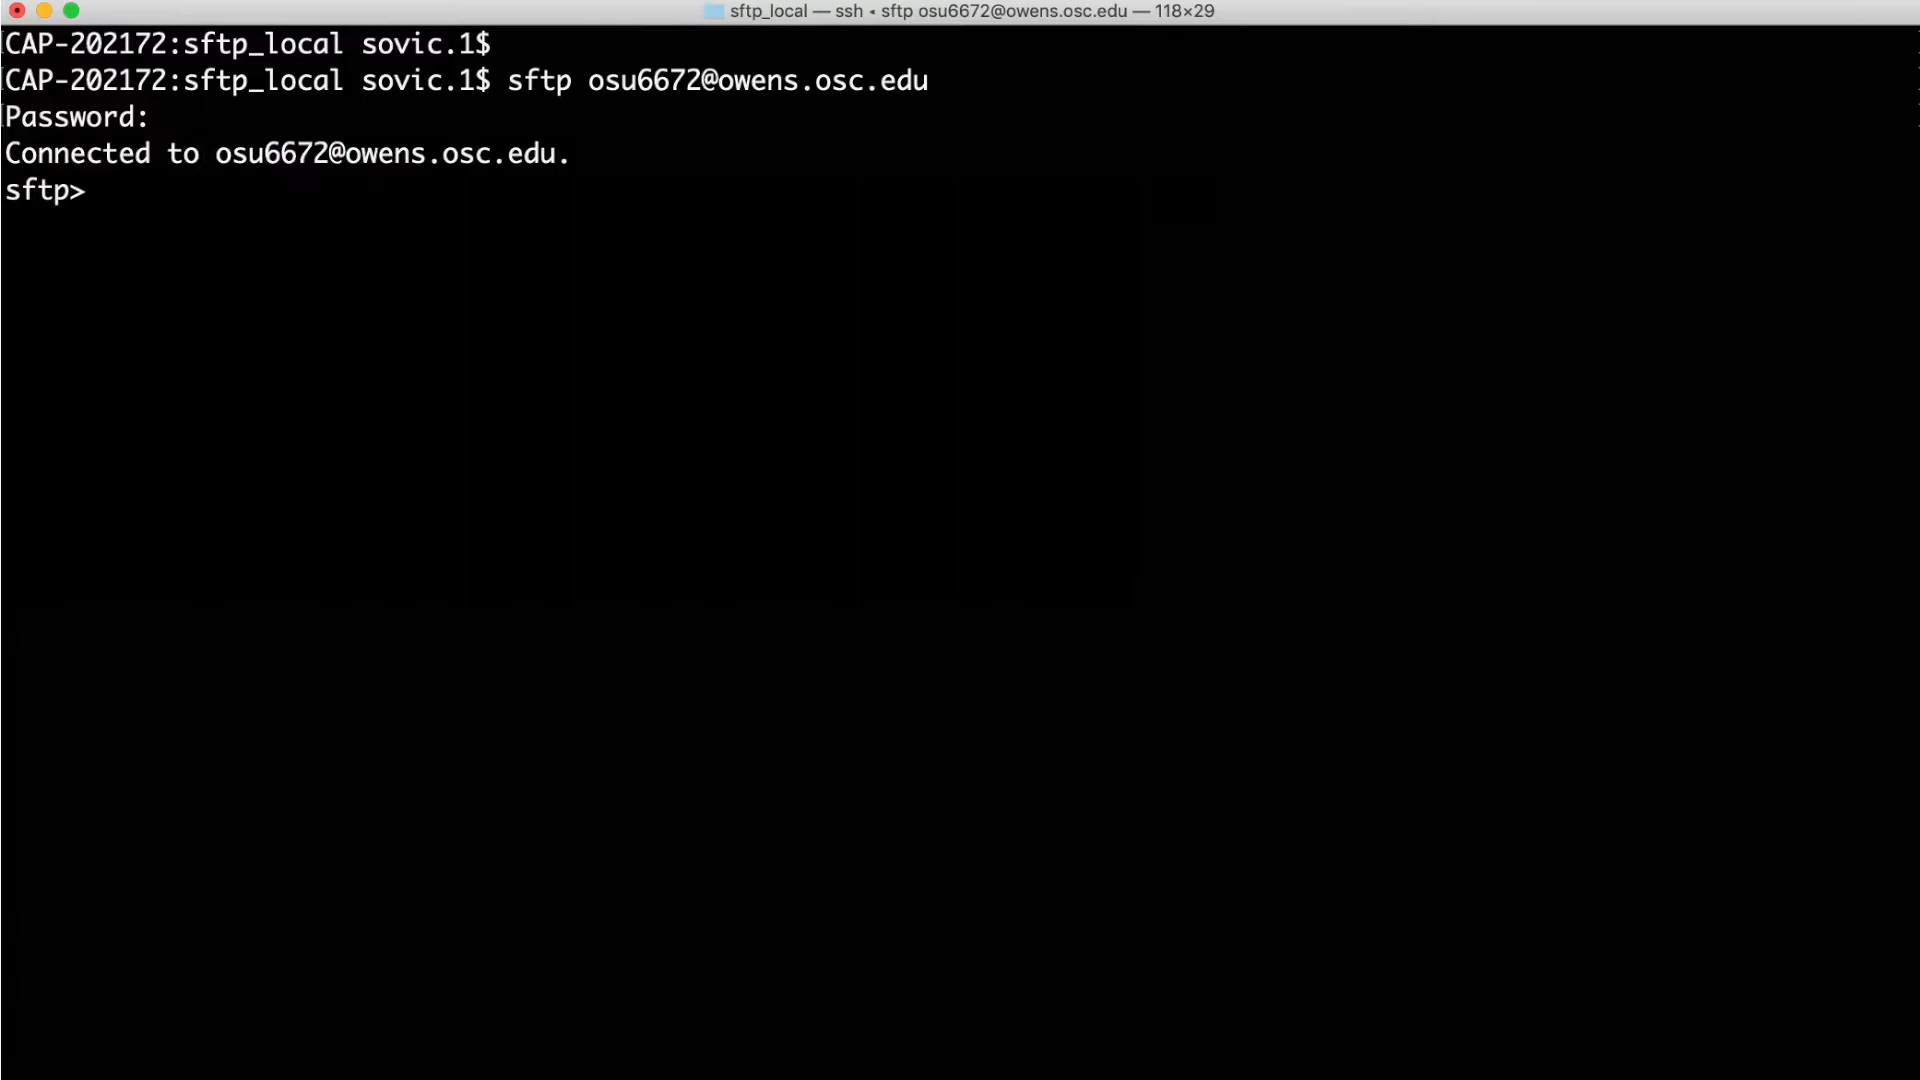 sftp_local — ssh ◂ sftp osu6672@owens.osc.edu — 118×29
CAP-202172:sftp_local sovic.1$
CAP-202172:sftp_local sovic.1$ sftp osu6672@owens.osc.edu
Password:
Connected to osu6672@owens.osc.edu.
sftp>